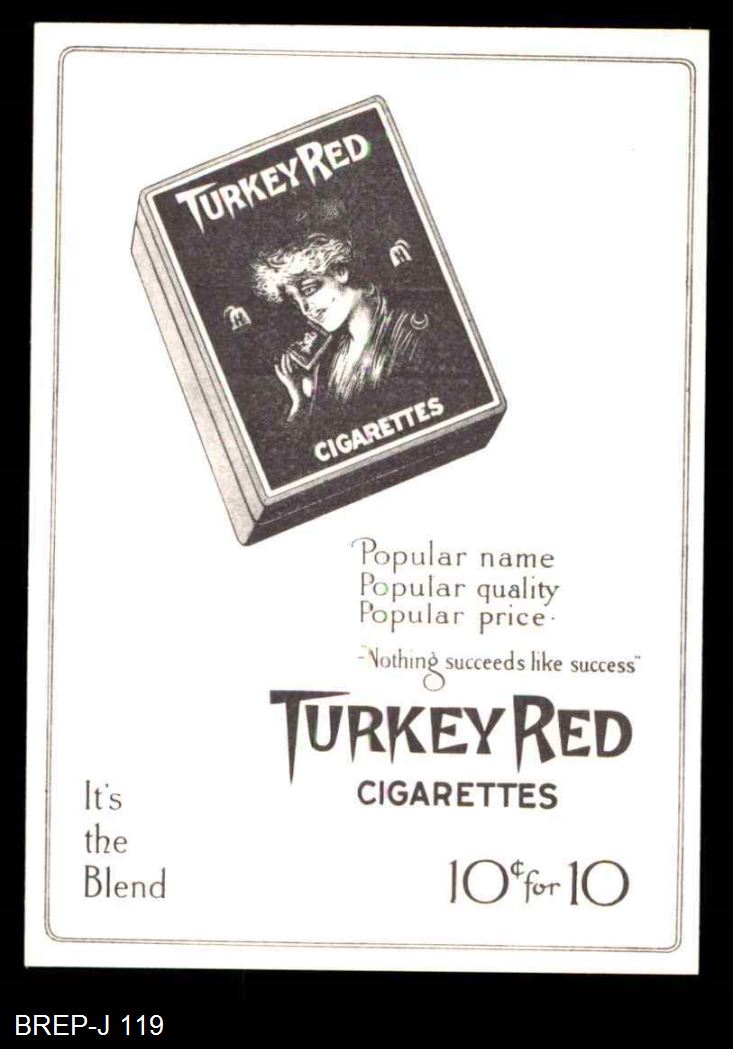 TURKEY RED
CIGARETTES
Popular name
Popular quality
Popular price.
-"Nothing succeeds like success"
TURKEY RED
CIGARETTES
It's
the
Blend
10¢ for 10
BREP-J 119